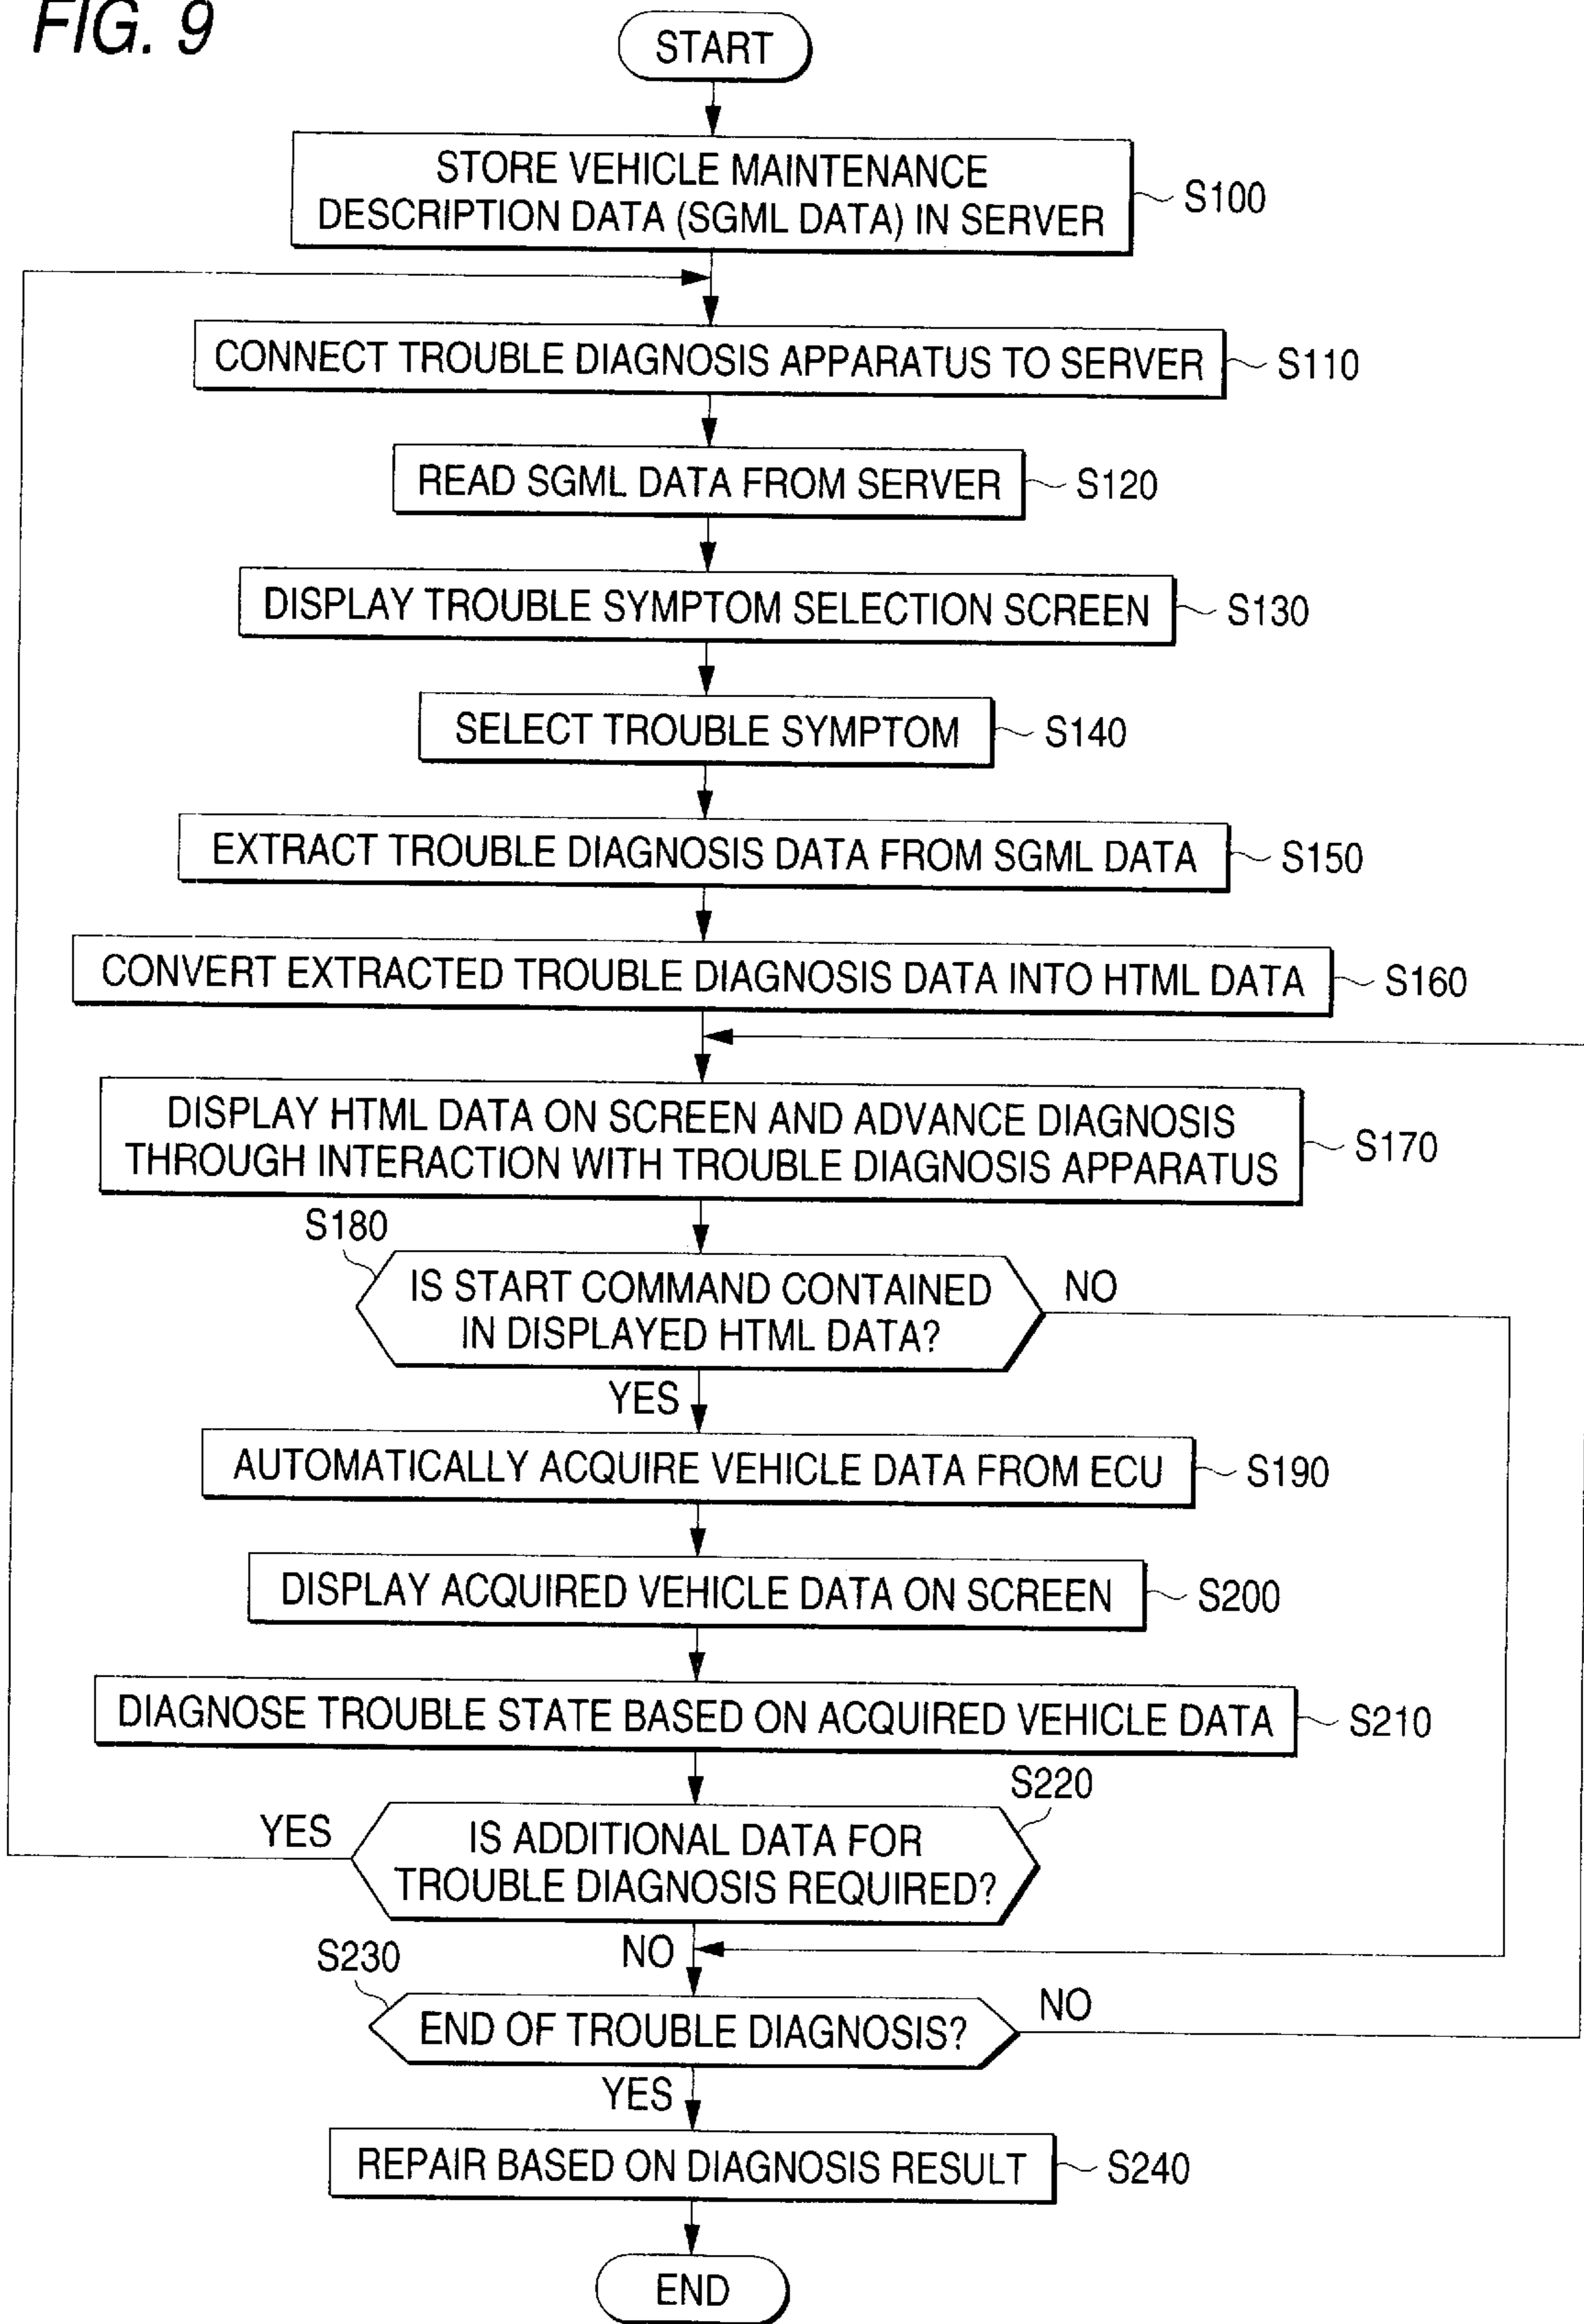 FIG. 9
START
STORE VEHICLE MAINTENANCE
DESCRIPTION DATA (SGML DATA) IN SERVER
S100
CONNECT TROUBLE DIAGNOSIS APPARATUS TO SERVER
S110
READ SGML DATA FROM SERVER
S120
DISPLAY TROUBLE SYMPTOM SELECTION SCREEN
S130
SELECT TROUBLE SYMPTOM
S140
EXTRACT TROUBLE DIAGNOSIS DATA FROM SGML DATA
S150
CONVERT EXTRACTED TROUBLE DIAGNOSIS DATA INTO HTML DATA
S160
DISPLAY HTML DATA ON SCREEN AND ADVANCE DIAGNOSIS
THROUGH INTERACTION WITH TROUBLE DIAGNOSIS APPARATUS
S170
S180
IS START COMMAND CONTAINED
IN DISPLAYED HTML DATA?
NO
YES
AUTOMATICALLY ACQUIRE VEHICLE DATA FROM ECU
S190
DISPLAY ACQUIRED VEHICLE DATA ON SCREEN
S200
DIAGNOSE TROUBLE STATE BASED ON ACQUIRED VEHICLE DATA
S210
S220
YES
IS ADDITIONAL DATA FOR
TROUBLE DIAGNOSIS REQUIRED?
NO
S230
END OF TROUBLE DIAGNOSIS?
NO
YES
REPAIR BASED ON DIAGNOSIS RESULT
S240
END